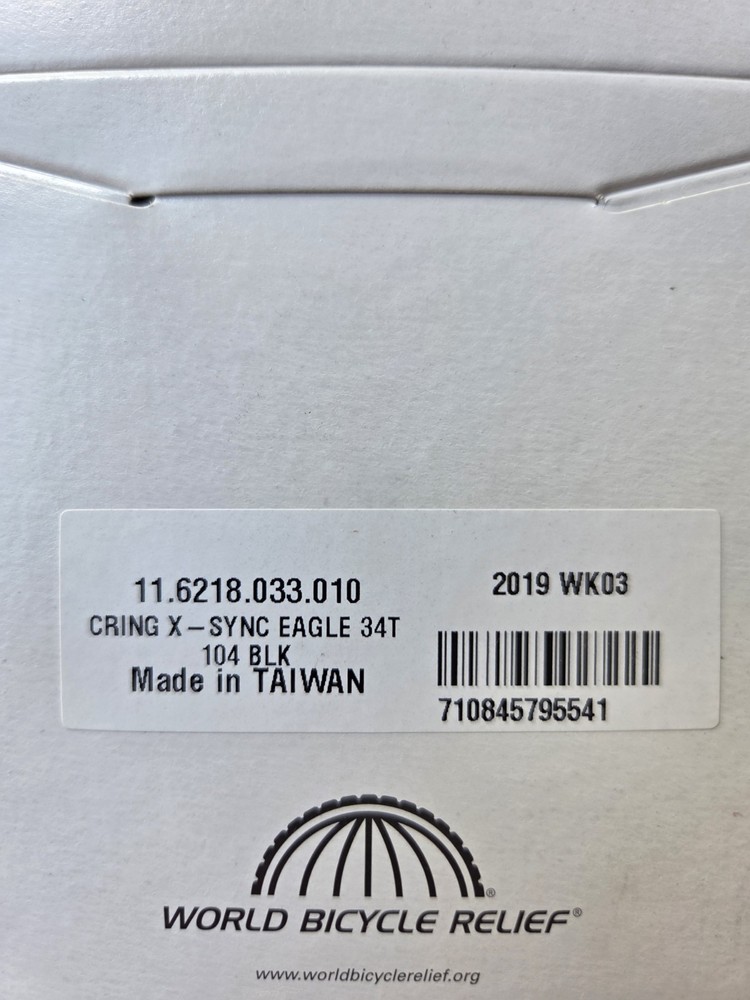 11.6218.033.010
CRING X-SYNC EAGLE 34T
104 BLK
Made in TAIWAN
2019 WK03
710845795541
WORLD BICYCLE RELIEF®
www.worldbicyclerelief.org